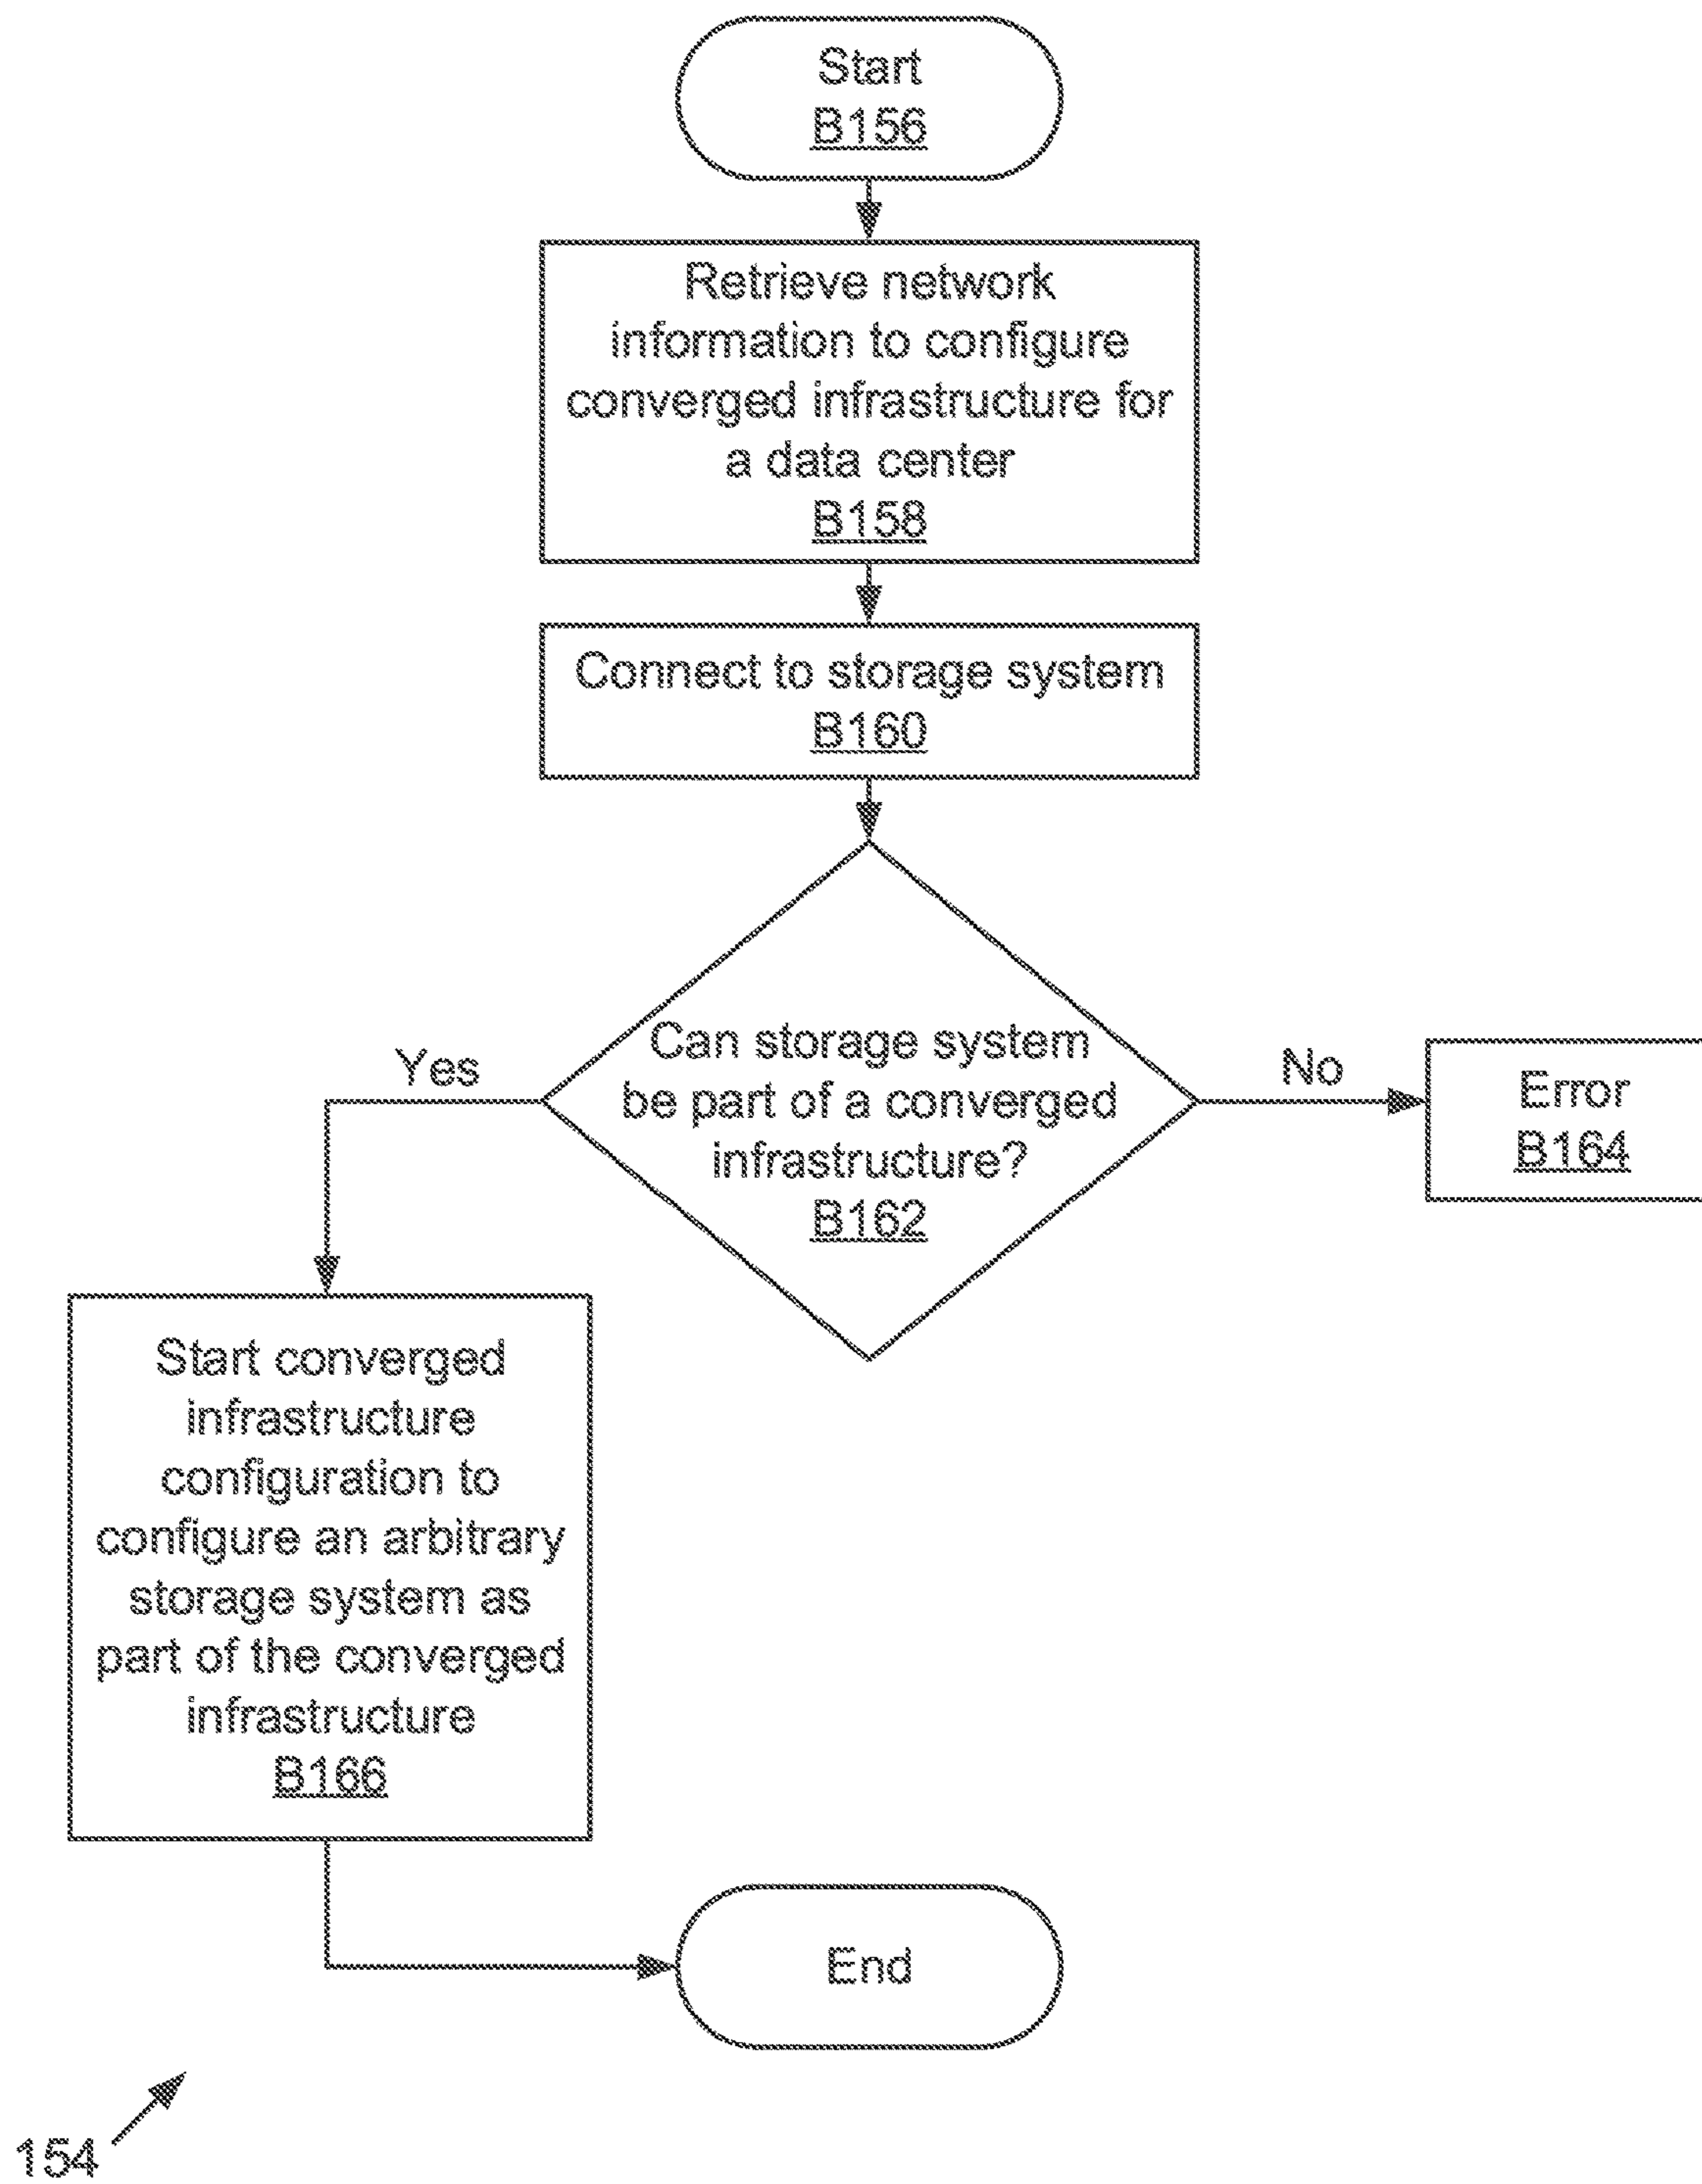 Start
B156
Retrieve network
information to configure
converged infrastructure for
a data center
B158
Connect to storage system
B160
Can storage system
be part of a converged
infrastructure?
B162
Yes
No
Error
B164
Start converged
infrastructure
configuration to
configure an arbitrary
storage system as
part of the converged
infrastructure
B166
End
154